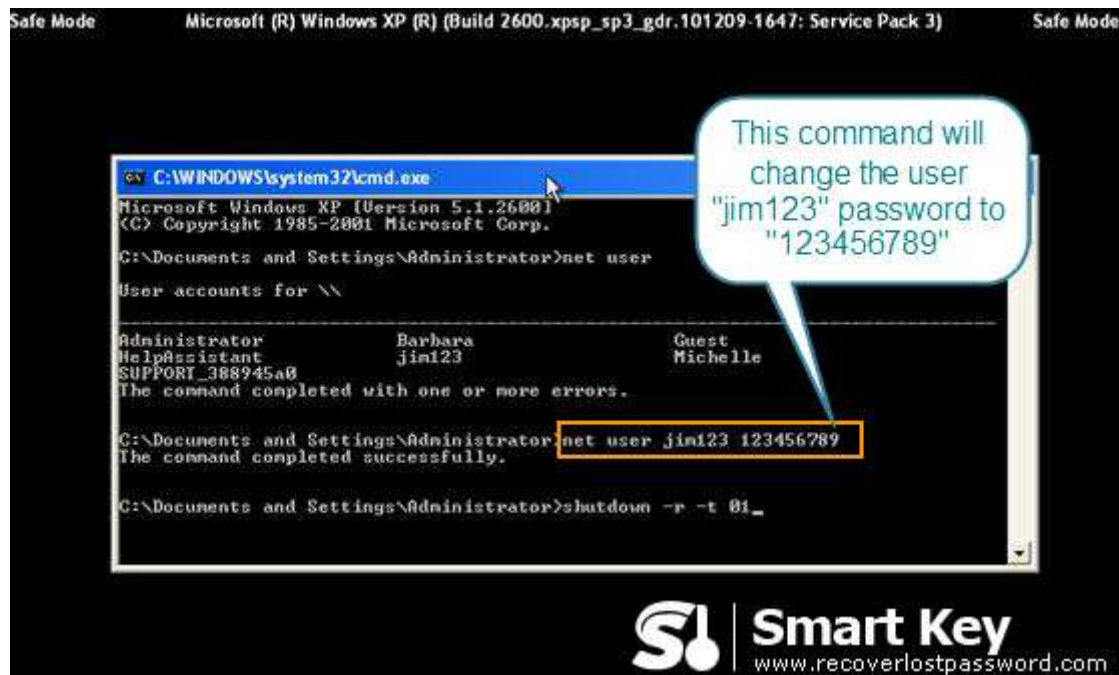 Safe Mode Microsoft (R) Windows XP (R) (Build 2600.xpsp_sp3_gdr.101209-1647: Service Pack 3) Safe Mode
This command will
change the user
"jim123" password to
"123456789"
C:\WINDOWS\system32\cmd.exe
Microsoft Windows XP [Version 5.1.2600]
(C) Copyright 1985-2001 Microsoft Corp.
C:\Documents and Settings\Administrator>net user
User accounts for \\
Administrator Barbara Guest
HelpAssistant jim123 Michelle
SUPPORT_388945a0
The command completed with one or more errors.
C:\Documents and Settings\Administrator>net user jim123 123456789
The command completed successfully.
C:\Documents and Settings\Administrator>shutdown -r -t 01_
Smart Key
www.recoverlostpassword.com